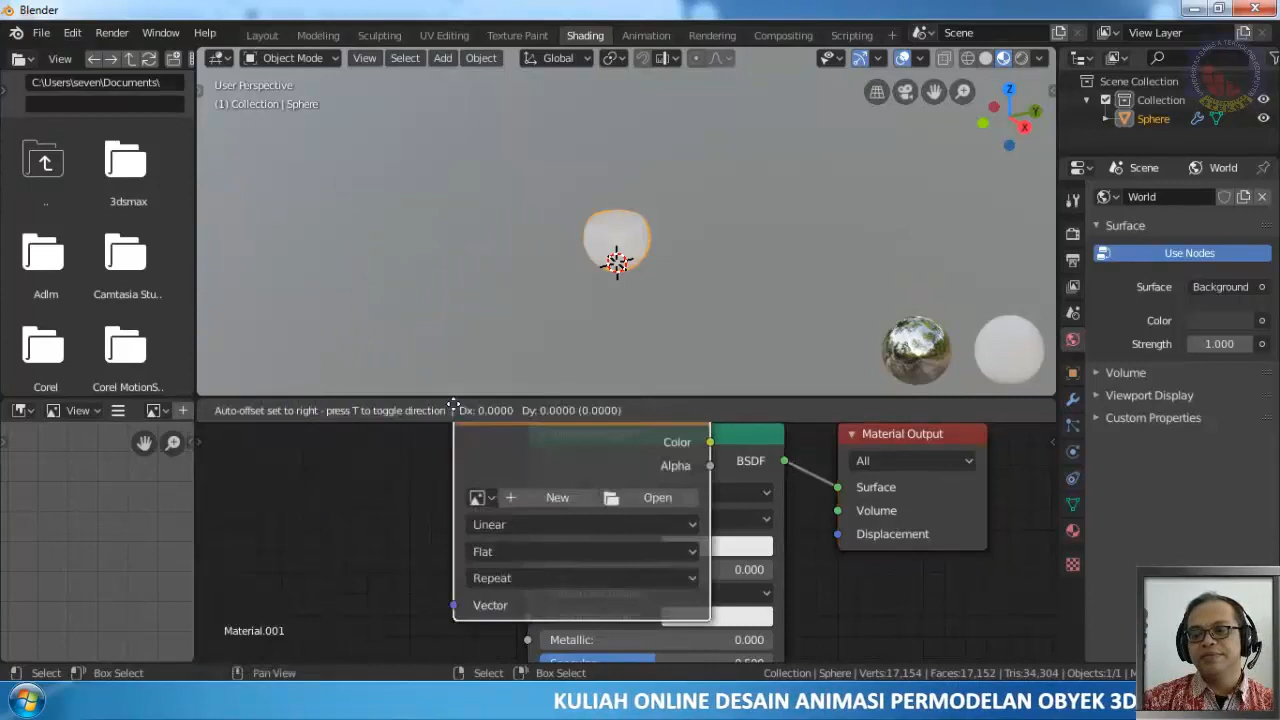 Blender
File Edit Render Window Help
Layout Modeling Sculpting UV Editing Texture Paint Shading Animation Rendering Compositing Scripting
Scene
View Layer
View
Object Mode
View Select Add Object
Global
C:\Users\seven\Documents\
User Perspective
(1) Collection | Sphere
Z
Y
X
Scene Collection
Collection
Sphere
Scene
World
World
Surface
Use Nodes
Surface Background
Color
Strength 1.000
Volume
Viewport Display
Custom Properties
..
3dsmax
Adlm
Camtasia Stu..
Corel
Corel MotionS..
View
Auto-offset set to right - press T to toggle direction
Dx: 0.0000 Dy: 0.0000 (0.0000)
Color
Alpha
New
Open
Linear
Flat
Repeat
Vector
BSDF
0.000
Metallic: 0.000
Material Output
All
Surface
Volume
Displacement
Material.001
Select
Box Select
Pan View
Select
Box Select
Collection | Sphere | Verts:17,154 | Faces:17,152 | Tris:34,304 | Objects:1/1
KULIAH ONLINE DESAIN ANIMASI PERMODELAN OBYEK 3D